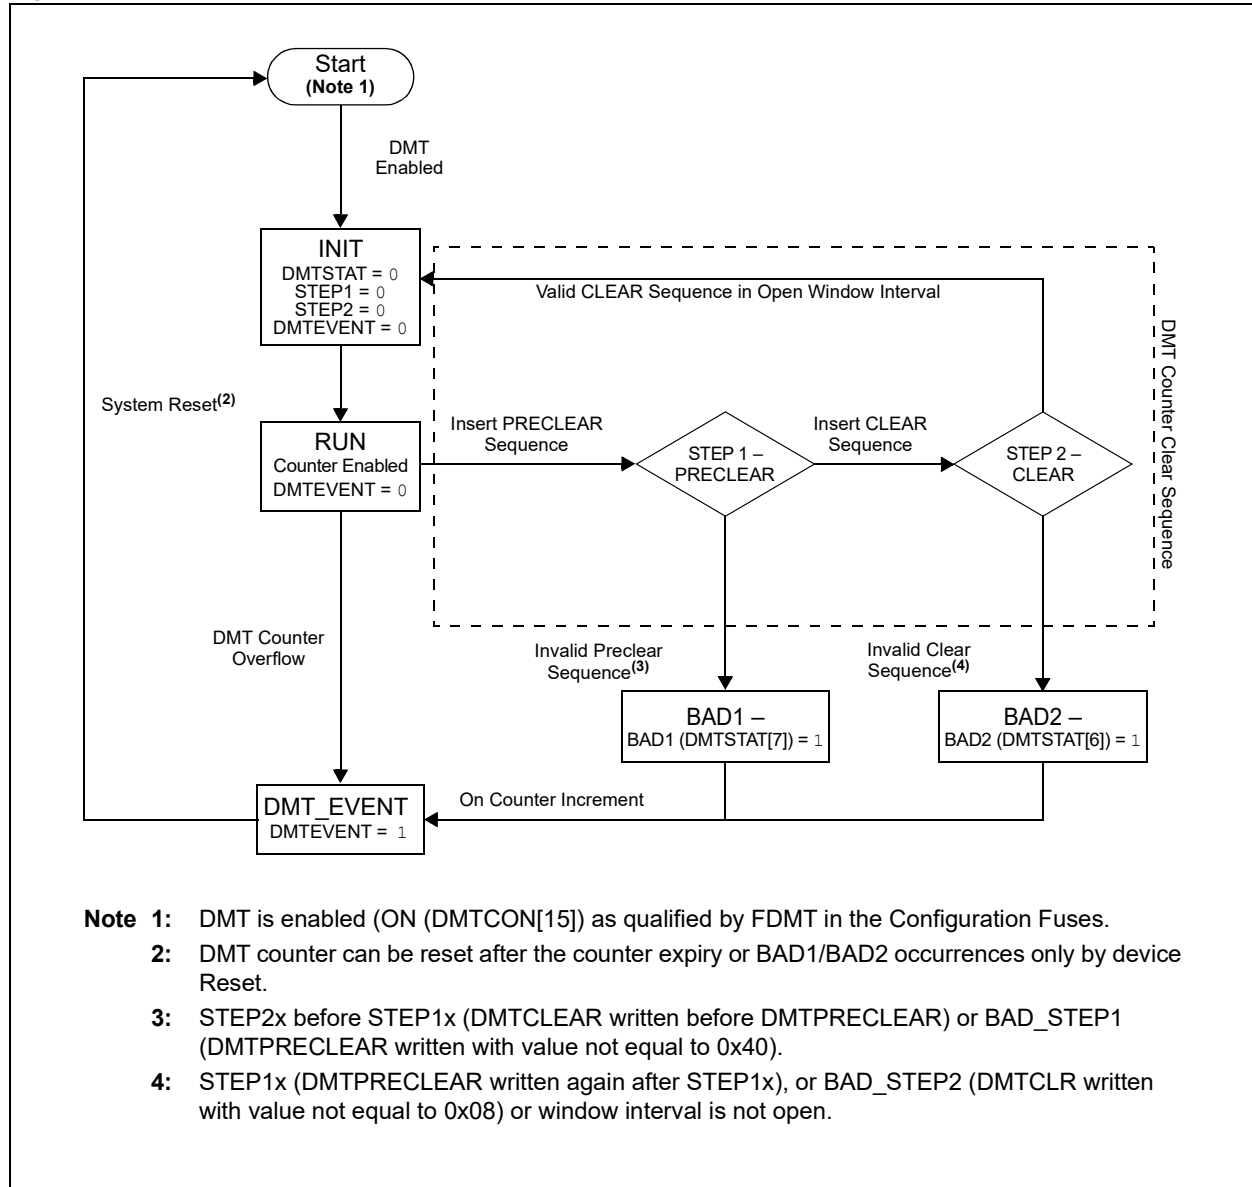 Start
(Note 1)
DMT
Enabled
INIT
DMTSTAT = 0
STEP1 = 0
STEP2 = 0
DMTEVENT = 0
Valid CLEAR Sequence in Open Window Interval
DMT Counter Clear Sequence
System Reset(2)
RUN
Counter Enabled
DMTEVENT = 0
Insert PRECLEAR
Sequence
STEP 1 –
PRECLEAR
Insert CLEAR
Sequence
STEP 2 –
CLEAR
DMT Counter
Overflow
Invalid Preclear
Sequence(3)
Invalid Clear
Sequence(4)
BAD1 –
BAD1 (DMTSTAT[7]) = 1
BAD2 –
BAD2 (DMTSTAT[6]) = 1
DMT_EVENT
DMTEVENT = 1
On Counter Increment
Note 1: DMT is enabled (ON (DMTCON[15]) as qualified by FDMT in the Configuration Fuses.
2: DMT counter can be reset after the counter expiry or BAD1/BAD2 occurrences only by device
Reset.
3: STEP2x before STEP1x (DMTCLEAR written before DMTPRECLEAR) or BAD_STEP1
(DMTPRECLEAR written with value not equal to 0x40).
4: STEP1x (DMTPRECLEAR written again after STEP1x), or BAD_STEP2 (DMTCLR written
with value not equal to 0x08) or window interval is not open.